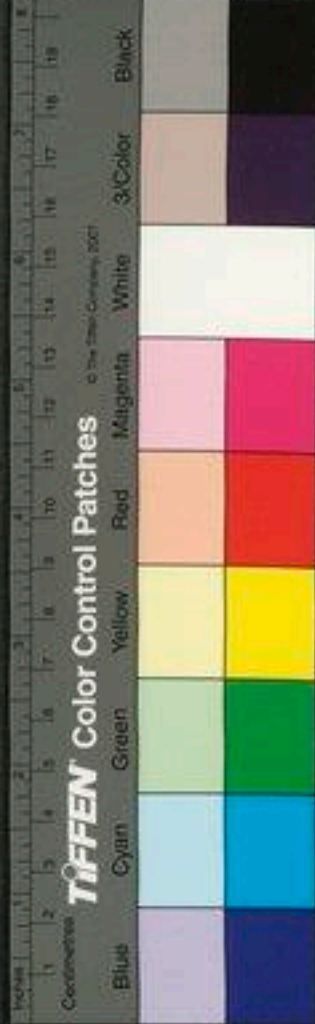 Inches 1 2 3 4 5 6 7 8
Centimetres 1 2 3 4 5 6 7 8 9 10 11 12 13 14 15 16 17 18 19
TIFFEN® Color Control Patches
© The Tiffen Company, 2007
Blue Cyan Green Yellow Red Magenta White 3/Color Black